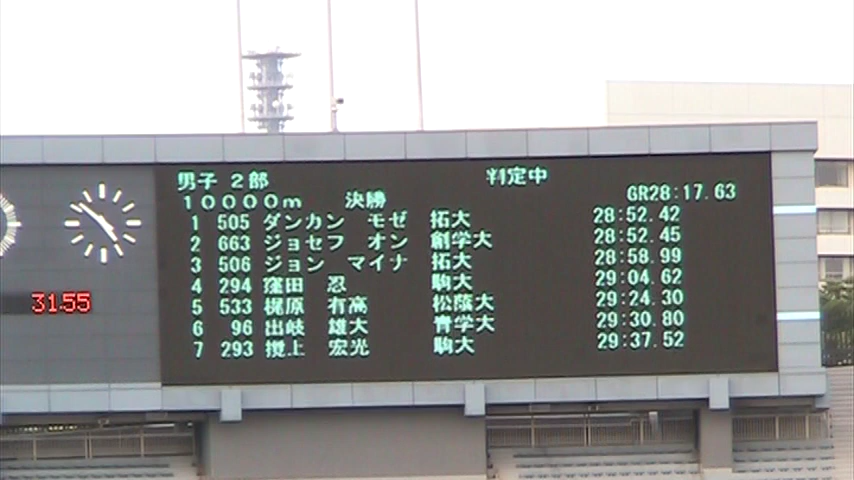 男子 2部 判定中
10000m 決勝 GR28:17.63
1 505 ダンカン モゼ 拓大 28:52.42
2 663 ジョセフ オン 創学大 28:52.45
3 506 ジョン マイナ 拓大 28:58.99
4 294 窪田 忍 駒大 29:04.62
5 533 梶原 有高 松蔭大 29:24.30
6 96 出岐 雄大 青学大 29:30.80
7 293 撹上 宏光 駒大 29:37.52
31:55